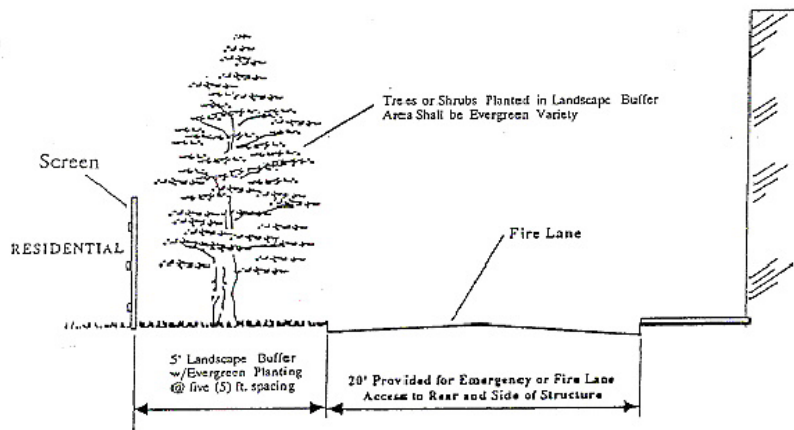 Trees or Shrubs Planted in Landscape Buffer
Area Shall be Evergreen Variety
Screen
RESIDENTIAL
Fire Lane
5' Landscape Buffer
w/Evergreen Planting
@ five (5) ft. spacing
20' Provided for Emergency or Fire Lane
Access to Rear and Side of Structure